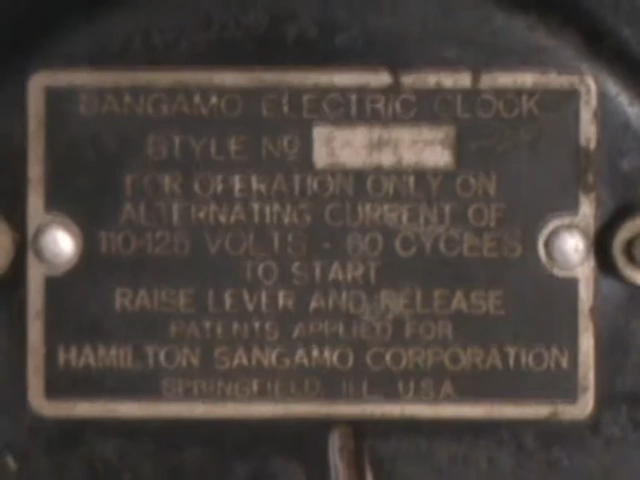 SANGAMO ELECTRIC CLOCK
STYLE Nº
FOR OPERATION ONLY ON
ALTERNATING CURRENT OF
110-125 VOLTS - 60 CYCLES
TO START
RAISE LEVER AND RELEASE
PATENTS APPLIED FOR
HAMILTON SANGAMO CORPORATION
SPRINGFIELD, ILL., U.S.A.